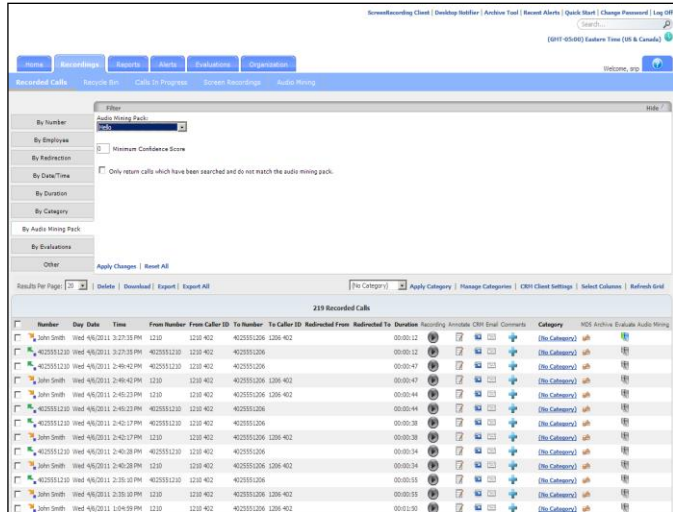 ScreenRecording Client | Desktop Notifier | Archive Tool | Recent Alerts | Quick Start | Change Password | Log Off
Search...
(GMT-05:00) Eastern Time (US & Canada)
Home Recordings Reports Alerts Evaluations Organization
Welcome, srip
Recorded Calls Recycle Bin Calls In Progress Screen Recordings Audio Mining
Filter Hide
By Number
By Employee
By Redirection
By Date/Time
By Duration
By Category
By Audio Mining Pack
By Evaluations
Other
Audio Mining Pack:
Helo
0 Minimum Confidence Score
Only return calls which have been searched and do not match the audio mining pack.
Apply Changes | Reset All
Results Per Page: 20 | Delete | Download | Export | Export All [No Category] Apply Category | Manage Categories | CRM Client Settings | Select Columns | Refresh Grid
219 Recorded Calls
Number Day Date Time From Number From Caller ID To Number To Caller ID Redirected From Redirected To Duration Recording Annotate CRM Email Comments Category MDS Archive Evaluate Audio Mining
John Smith Wed 4/6/2011 3:27:35 PM 1210 1210 402 4025551206 1206 402 00:00:12 (No Category)
4025551210 Wed 4/6/2011 3:27:35 PM 4025551210 1210 402 4025551206 00:00:12 (No Category)
4025551210 Wed 4/6/2011 2:49:42 PM 4025551210 1210 402 4025551206 00:00:47 (No Category)
John Smith Wed 4/6/2011 2:49:42 PM 1210 1210 402 4025551206 1206 402 00:00:47 (No Category)
John Smith Wed 4/6/2011 2:45:23 PM 1210 1210 402 4025551206 1206 402 00:00:44 (No Category)
4025551210 Wed 4/6/2011 2:45:23 PM 4025551210 1210 402 4025551206 00:00:44 (No Category)
4025551210 Wed 4/6/2011 2:42:17 PM 4025551210 1210 402 4025551206 00:00:38 (No Category)
John Smith Wed 4/6/2011 2:42:17 PM 1210 1210 402 4025551206 1206 402 00:00:38 (No Category)
4025551210 Wed 4/6/2011 2:40:28 PM 4025551210 1210 402 4025551206 00:00:34 (No Category)
John Smith Wed 4/6/2011 2:40:28 PM 1210 1210 402 4025551206 1206 402 00:00:34 (No Category)
4025551210 Wed 4/6/2011 2:35:10 PM 4025551210 1210 402 4025551206 00:00:55 (No Category)
John Smith Wed 4/6/2011 2:35:10 PM 1210 1210 402 4025551206 1206 402 00:00:55 (No Category)
John Smith Wed 4/6/2011 1:04:59 PM 1210 1210 402 4025551206 1206 402 00:01:50 (No Category)